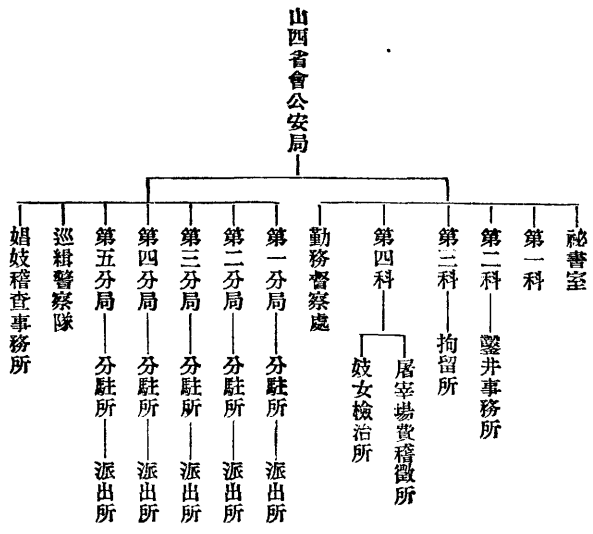 山西省會公安局
祕書室
第一科
第二科
鑿井事務所
第三科
拘留所
第四科
屠宰場費稽徵所
妓女檢治所
勤務督察處
第一分局
分駐所
派出所
第二分局
分駐所
派出所
第三分局
分駐所
派出所
第四分局
分駐所
派出所
第五分局
分駐所
派出所
巡緝警察隊
娼妓稽查事務所